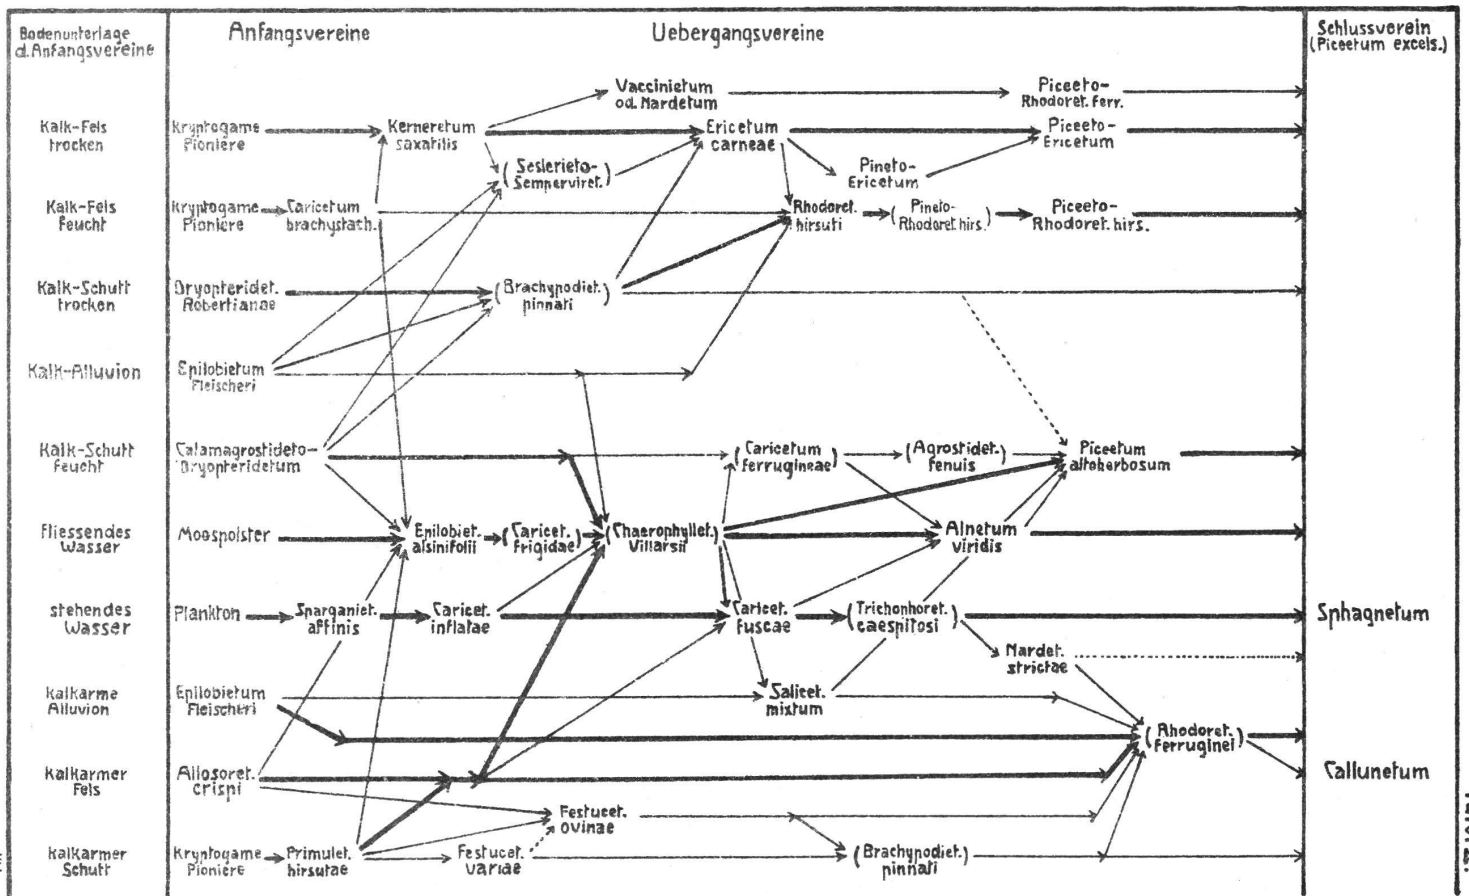 Bodenunterlage
d. Anfangsvereine
Anfangsvereine
Uebergangsvereine
Schlussverein
(Piceetum excels.)
Vaccinietum
od. Nardetum
Piceeto-
Rhodoret. ferr.
Kalk-Fels
trocken
Kryptogame
Pionière
Kerneretum
saxatilis
Ericetum
carneae
Piceeto-
Ericetum
(Seslerieto-
Semperviret.)
Pineto-
Ericetum
Kalk-Fels
feucht
Kryptogame
Pionière
Caricetum
brachystach.
Rhodoret.
hirsuti
(Pineto-
Rhodoret. hirs.)
Piceeto-
Rhodoret. hirs.
Kalk-Schutt
trocken
Dryopteridet.
Robertianae
(Brachypodiet.)
pinnati
Kalk-Alluvion
Epilobietum
Fleischeri
Kalk-Schutt
feucht
Calamagrostideto-
Dryopteridetum
(Caricetum
ferrugineae)
(Agrostidet.)
tenuis
Piceetum
altoherbosum
fliessendes
Wasser
Moospolster
Epilobiet.
alsinifolii
(Caricet.
frigidae)
(Chaerophyllet.)
Villarsii
Alnetum
viridis
stehendes
Wasser
Plankton
Sparganiet.
affinis
Caricet.
inflatae
Caricet.
fuscae
(Trichophoret.)
caespitosi
Sphagnetum
Nardet.
strictae
Kalkarme
Alluvion
Epilobietum
Fleischeri
Salicet.
mixtum
(Rhodoret.
ferruginei)
Kalkarmer
Fels
Allosoret.
crispi
Callunetum
Festucet.
ovinae
Kalkarmer
Schutt
Kryptogame
Pionière
Primulet.
hirsutae
Festucet.
variae
(Brachypodiet.)
pinnati